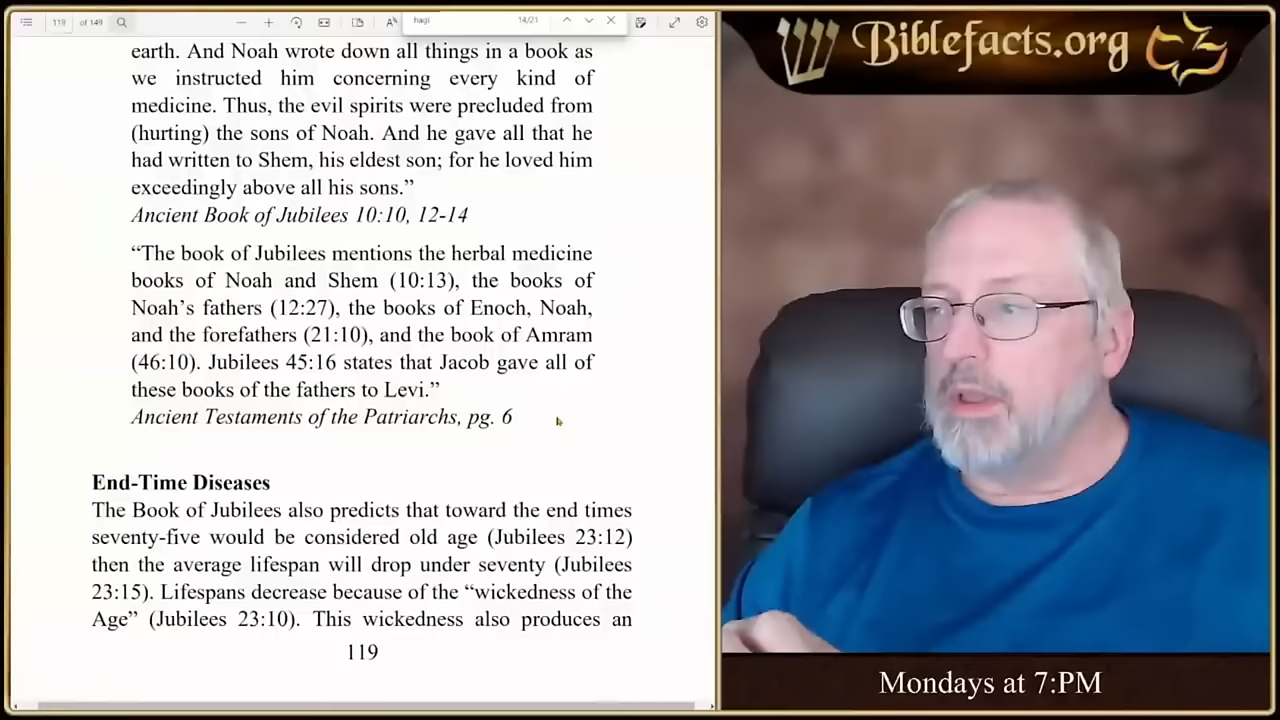 119 of 149
haqi
14/21
earth. And Noah wrote down all things in a book as
we instructed him concerning every kind of
medicine. Thus, the evil spirits were precluded from
(hurting) the sons of Noah. And he gave all that he
had written to Shem, his eldest son; for he loved him
exceedingly above all his sons.”
Ancient Book of Jubilees 10:10, 12-14
“The book of Jubilees mentions the herbal medicine
books of Noah and Shem (10:13), the books of
Noah’s fathers (12:27), the books of Enoch, Noah,
and the forefathers (21:10), and the book of Amram
(46:10). Jubilees 45:16 states that Jacob gave all of
these books of the fathers to Levi.”
Ancient Testaments of the Patriarchs, pg. 6
End-Time Diseases
The Book of Jubilees also predicts that toward the end times
seventy-five would be considered old age (Jubilees 23:12)
then the average lifespan will drop under seventy (Jubilees
23:15). Lifespans decrease because of the “wickedness of the
Age” (Jubilees 23:10). This wickedness also produces an
119
Biblefacts.org
Mondays at 7:PM